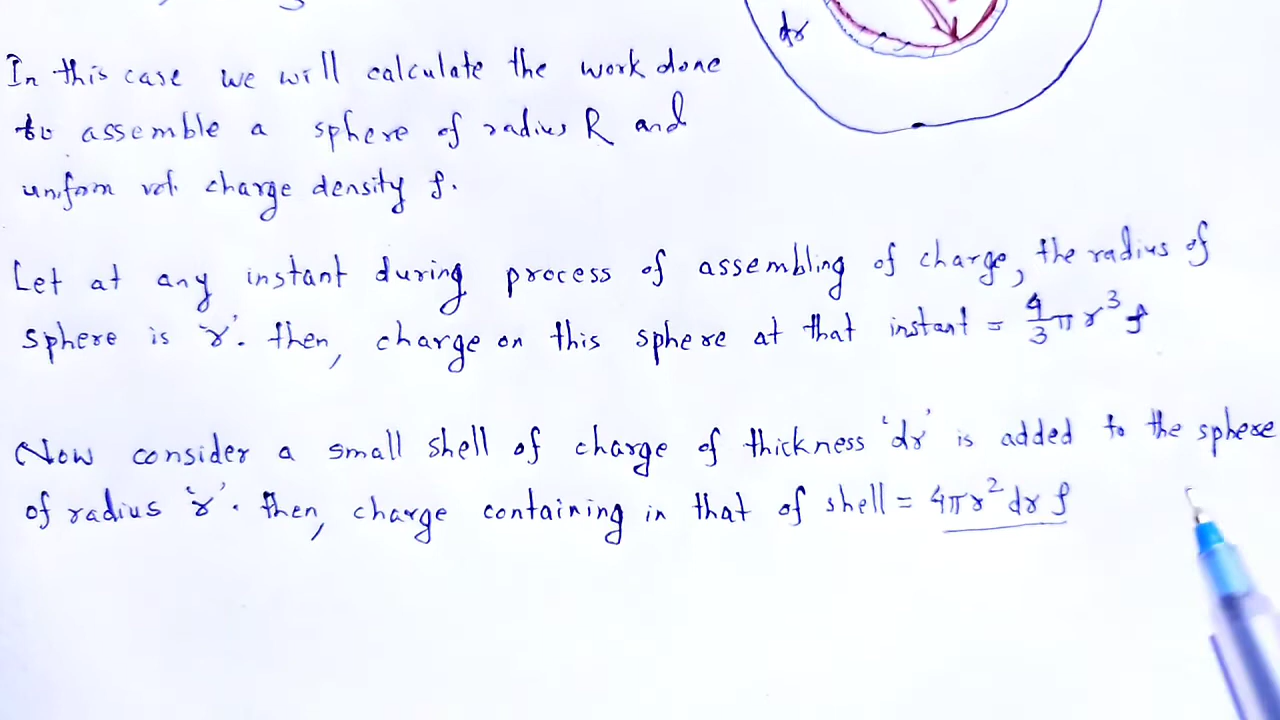 dr
In this case we will calculate the work done
to assemble a sphere of radius R and
uniform vol. charge density ρ.
Let at any instant during process of assembling of charge, the radius of
sphere is 'r'. then, charge on this sphere at that instant = 4/3 π r³ ρ
Now consider a small shell of charge of thickness 'dr' is added to the sphere
of radius 'r'. then, charge containing in that of shell = 4πr² dr ρ